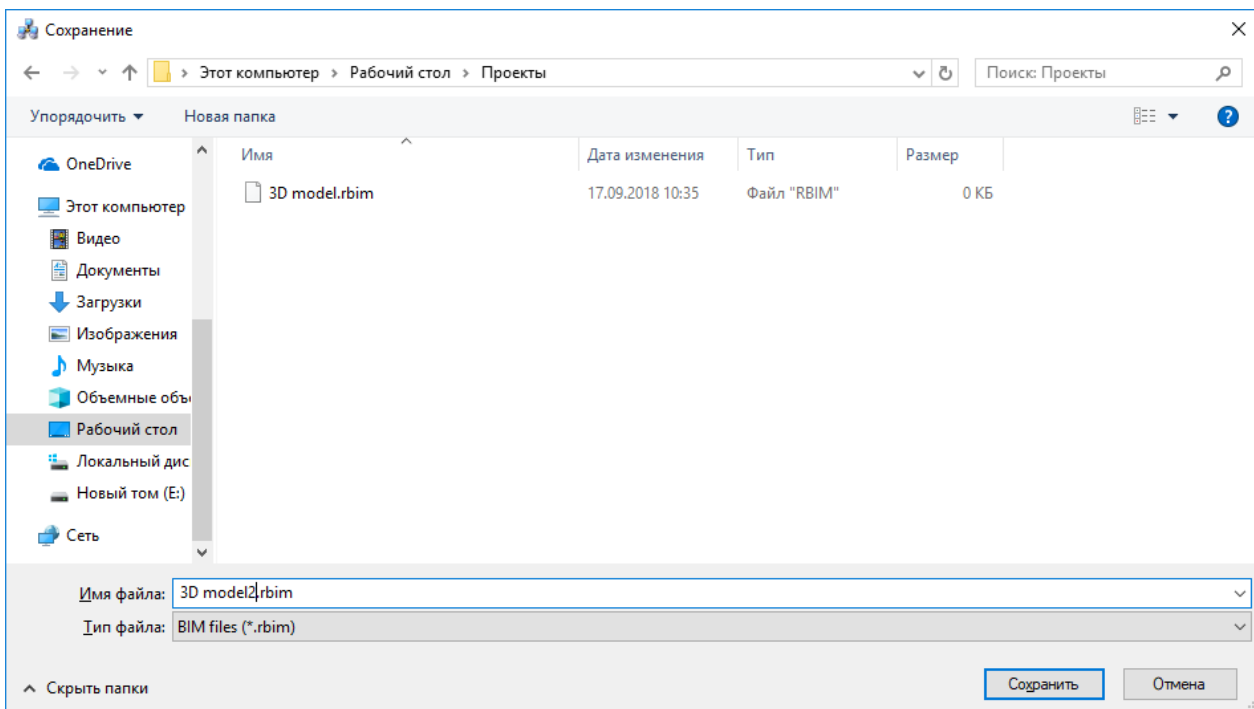 Сохранение
Этот компьютер > Рабочий стол > Проекты
Поиск: Проекты
Упорядочить Новая папка
Имя Дата изменения Тип Размер
3D model.rbim 17.09.2018 10:35 Файл "RBIM" 0 КБ
OneDrive
Этот компьютер
Видео
Документы
Загрузки
Изображения
Музыка
Объемные объ
Рабочий стол
Локальный дис
Новый том (E:)
Сеть
Имя файла: 3D model2.rbim
Тип файла: BIM files (*.rbim)
Скрыть папки Сохранить Отмена